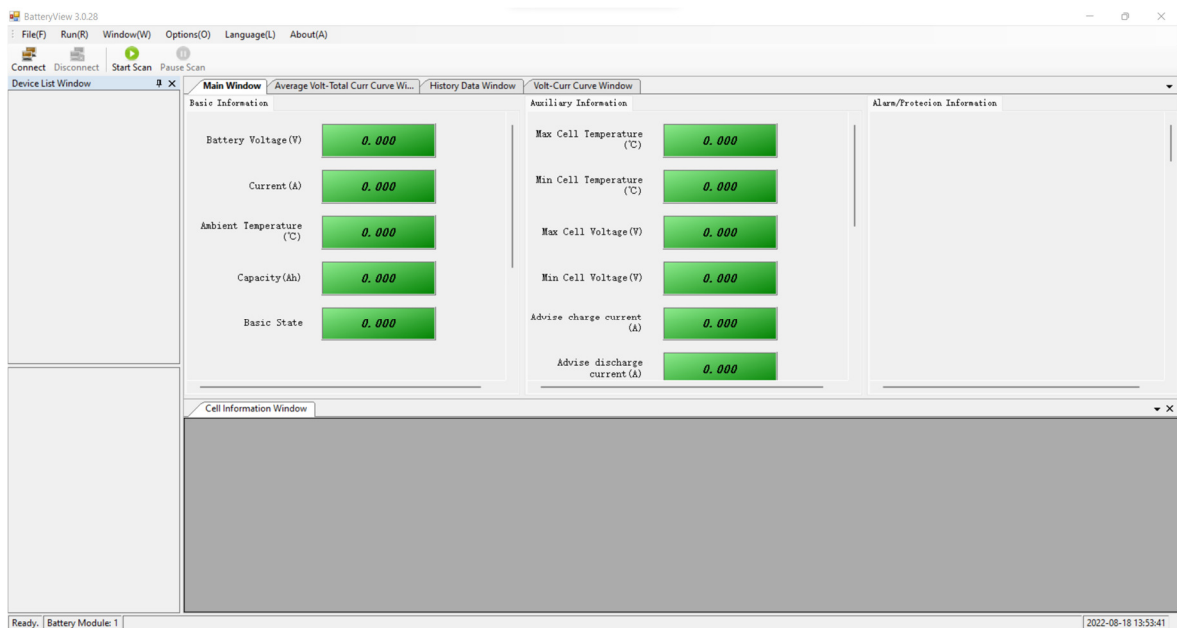 BatteryView 3.0.28
File(F) Run(R) Window(W) Options(O) Language(L) About(A)
Connect Disconnect Start Scan Pause Scan
Device List Window
Main Window Average Volt-Total Curr Curve Wi... History Data Window Volt-Curr Curve Window
Basic Information
Battery Voltage(V) 0.000
Current(A) 0.000
Ambient Temperature
(℃) 0.000
Capacity(Ah) 0.000
Basic State 0.000
Auxiliary Information
Max Cell Temperature
(℃) 0.000
Min Cell Temperature
(℃) 0.000
Max Cell Voltage(V) 0.000
Min Cell Voltage(V) 0.000
Advise charge current
(A) 0.000
Advise discharge
current(A) 0.000
Alarm/Protecion Information
Cell Information Window
Ready. Battery Module: 1 2022-08-18 13:53:41